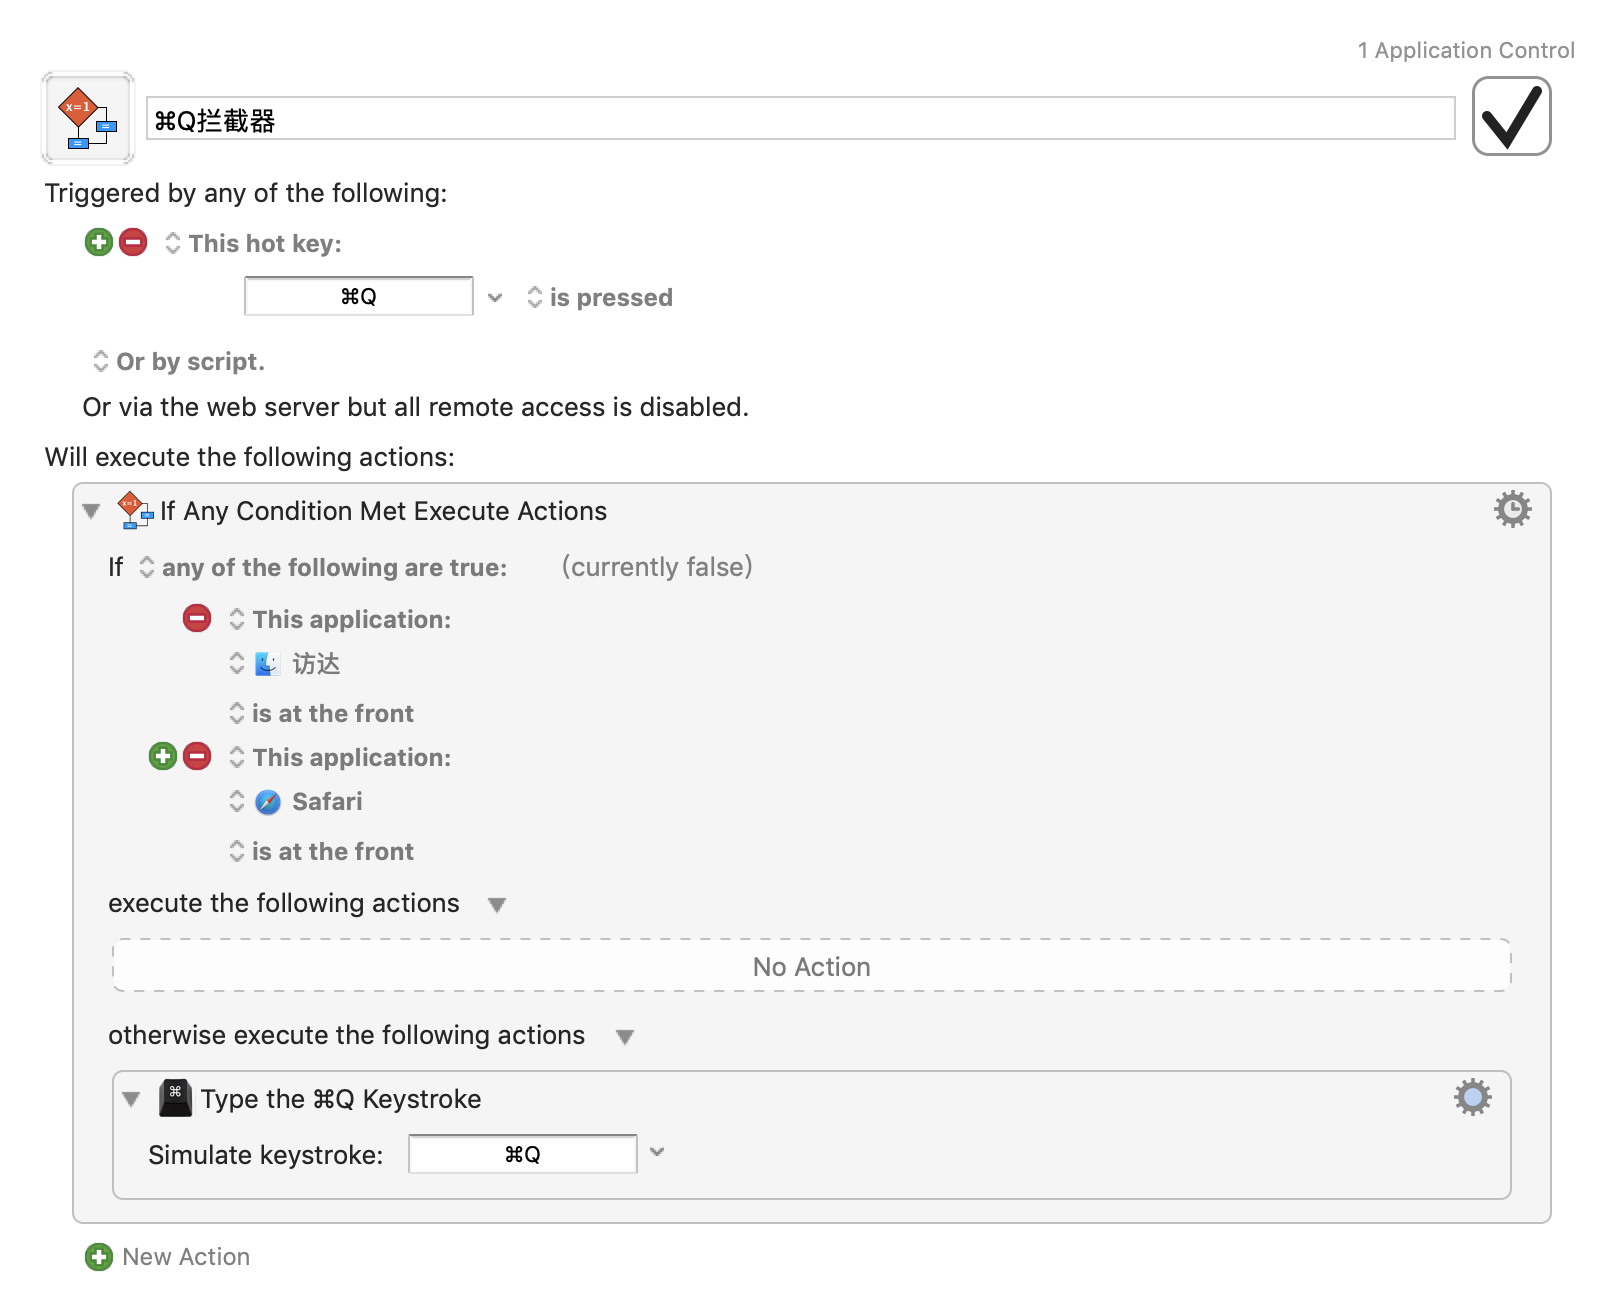 1 Application Control
x=1
⌘Q拦截器
Triggered by any of the following:
This hot key:
⌘Q
is pressed
Or by script.
Or via the web server but all remote access is disabled.
Will execute the following actions:
If Any Condition Met Execute Actions
If any of the following are true: (currently false)
This application:
访达
is at the front
This application:
Safari
is at the front
execute the following actions
No Action
otherwise execute the following actions
⌘ Type the ⌘Q Keystroke
Simulate keystroke: ⌘Q
New Action